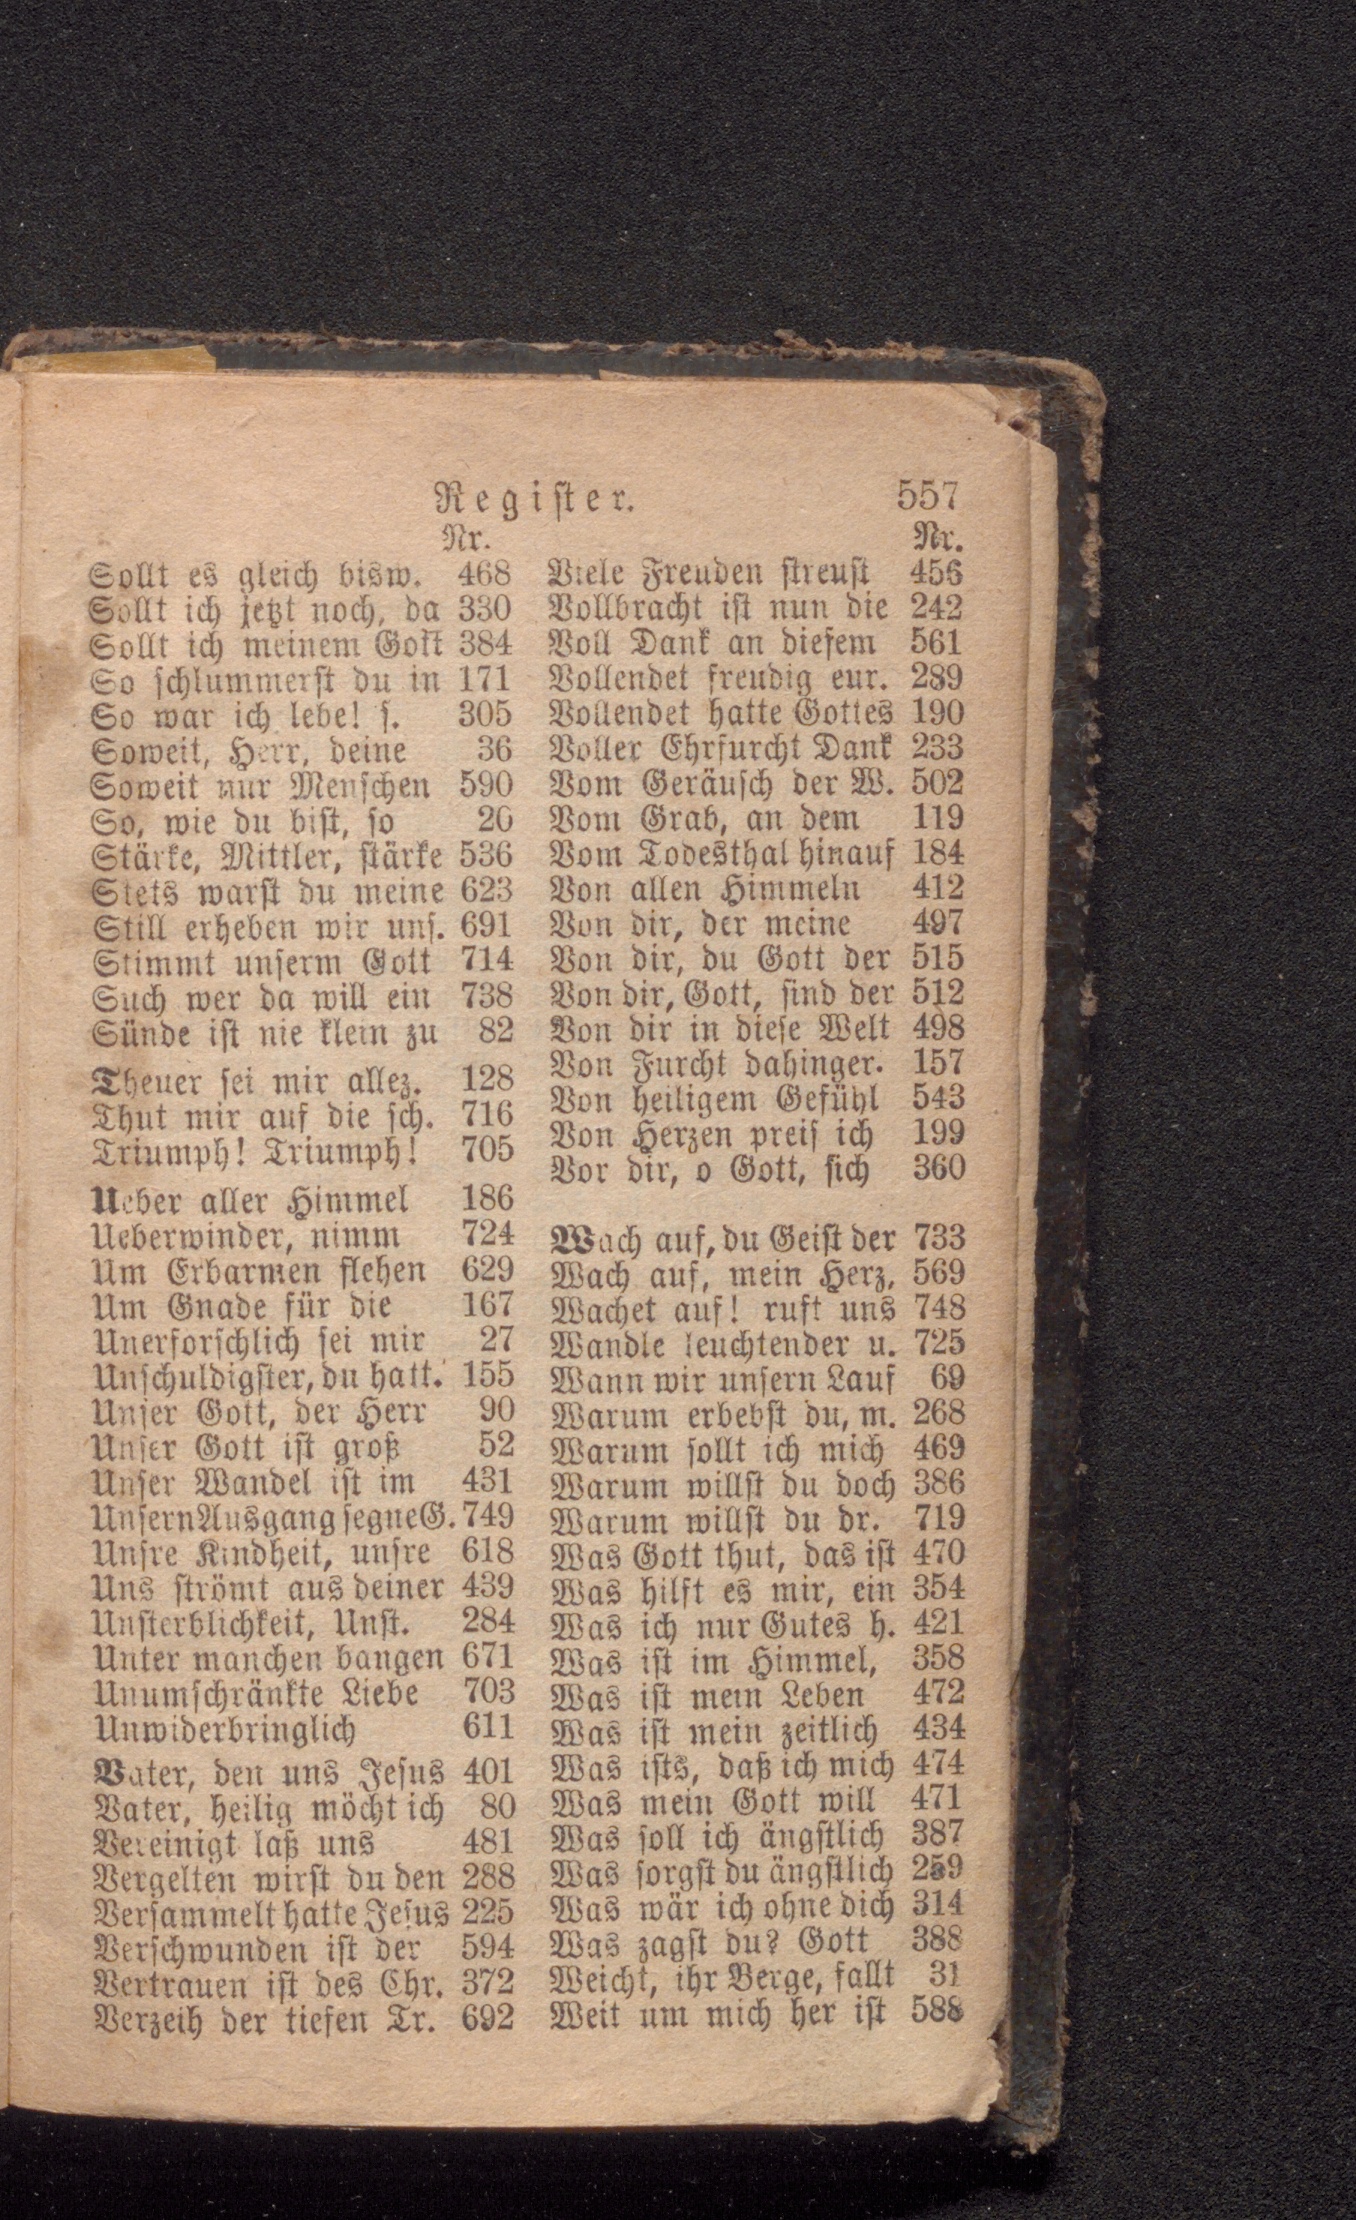 Register. 557
Nr.
Sollt es gleich bisw. 468
Sollt ich jetzt noch, da 330
Sollt ich meinem Gott 384
So schlummerst du in 171
So war ich lebe! s. 305
Soweit, Herr, deine 36
Soweit nur Menschen 590
So, wie du bist, so 26
Stärke, Mittler, stärke 536
Stets warst du meine 623
Still erheben wir uns. 691
Stimmt unserm Gott 714
Such wer da will ein 738
Sünde ist nie klein zu 82
Theuer sei mir allez. 128
Thut mir auf die sch. 716
Triumph! Triumph! 705
Ueber aller Himmel 186
Ueberwinder, nimm 724
Um Erbarmen flehen 629
Um Gnade für die 167
Unerforschlich sei mir 27
Unschuldigster, du hatt. 155
Unser Gott, der Herr 90
Unser Gott ist groß 52
Unser Wandel ist im 431
Unsern Ausgang segne G. 749
Unsre Kindheit, unsre 618
Uns strömt aus deiner 439
Unsterblichkeit, Unst. 284
Unter manchen bangen 671
Unumschränkte Liebe 703
Unwiderbringlich 611
Vater, den uns Jesus 401
Vater, heilig möcht ich 80
Vereinigt laß uns 481
Vergelten wirst du den 288
Versammelt hatte Jesus 225
Verschwunden ist der 594
Vertrauen ist des Chr. 372
Verzeih der tiefen Tr. 692
Nr.
Viele Freuden streust 456
Vollbracht ist nun die 242
Voll Dank an diesem 561
Vollendet freudig eur. 289
Vollendet hatte Gottes 190
Voller Ehrfurcht Dank 233
Vom Geräusch der W. 502
Vom Grab, an dem 119
Vom Todesthal hinauf 184
Von allen Himmeln 412
Von dir, der meine 497
Von dir, du Gott der 515
Von dir, Gott, sind der 512
Von dir in diese Welt 498
Von Furcht dahinger. 157
Von heiligem Gefühl 543
Von Herzen preis ich 199
Vor dir, o Gott, sich 360
Wach auf, du Geist der 733
Wach auf, mein Herz, 569
Wachet auf! ruft uns 748
Wandle leuchtender u. 725
Wann wir unsern Lauf 69
Warum erbebst du, m. 268
Warum sollt ich mich 469
Warum willst du doch 386
Warum willst du dr. 719
Was Gott thut, das ist 470
Was hilft es mir, ein 354
Was ich nur Gutes h. 421
Was ist im Himmel, 358
Was ist mein Leben 472
Was ist mein zeitlich 434
Was ists, daß ich mich 474
Was mein Gott will 471
Was soll ich ängstlich 387
Was sorgst du ängstlich 259
Was wär ich ohne dich 314
Was zagst du? Gott 388
Weicht, ihr Berge, fallt 31
Weit um mich her ist 588